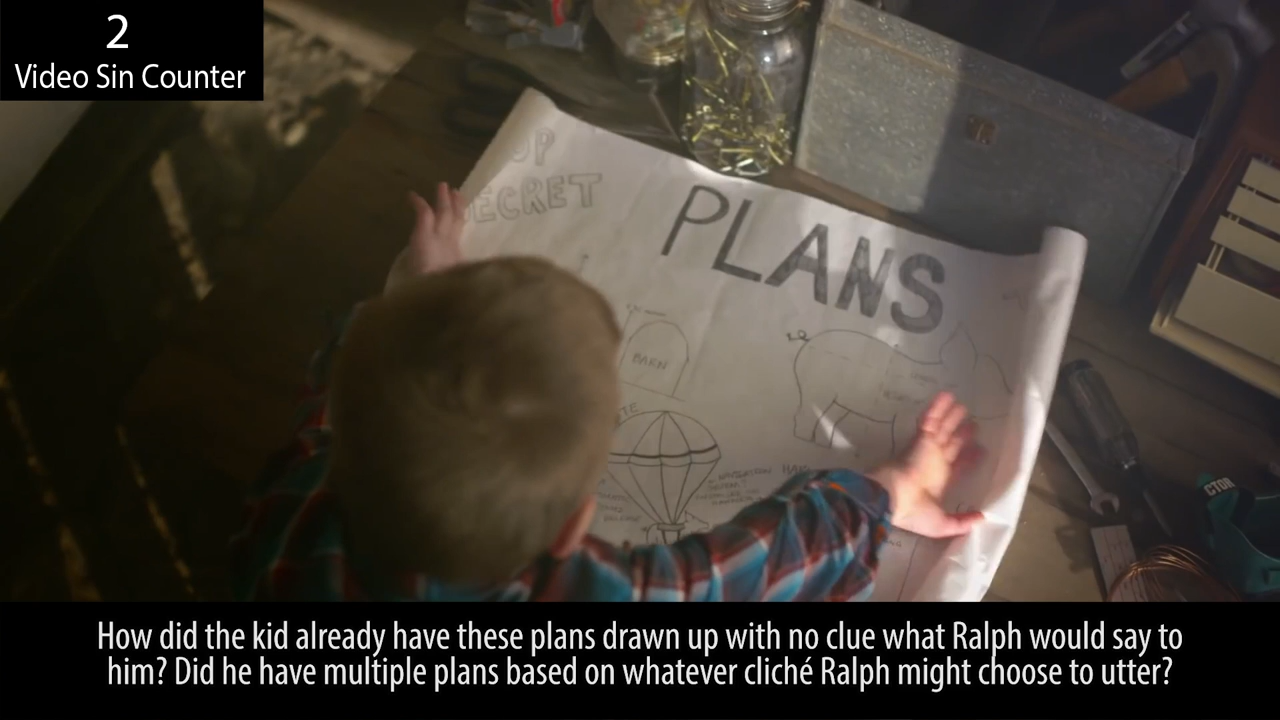 2
Video Sin Counter
SECRET
PLANS
BARN
How did the kid already have these plans drawn up with no clue what Ralph would say to
him? Did he have multiple plans based on whatever cliché Ralph might choose to utter?